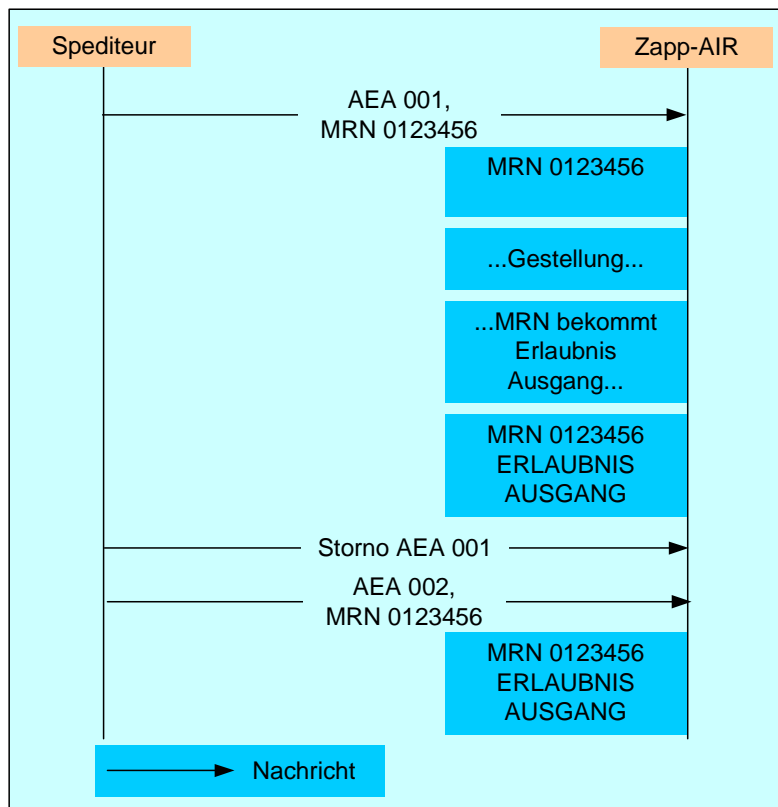 Spediteur
Zapp-AIR
AEA 001,
MRN 0123456
MRN 0123456
...Gestellung...
...MRN bekommt
Erlaubnis
Ausgang...
MRN 0123456
ERLAUBNIS
AUSGANG
Storno AEA 001
AEA 002,
MRN 0123456
MRN 0123456
ERLAUBNIS
AUSGANG
Nachricht